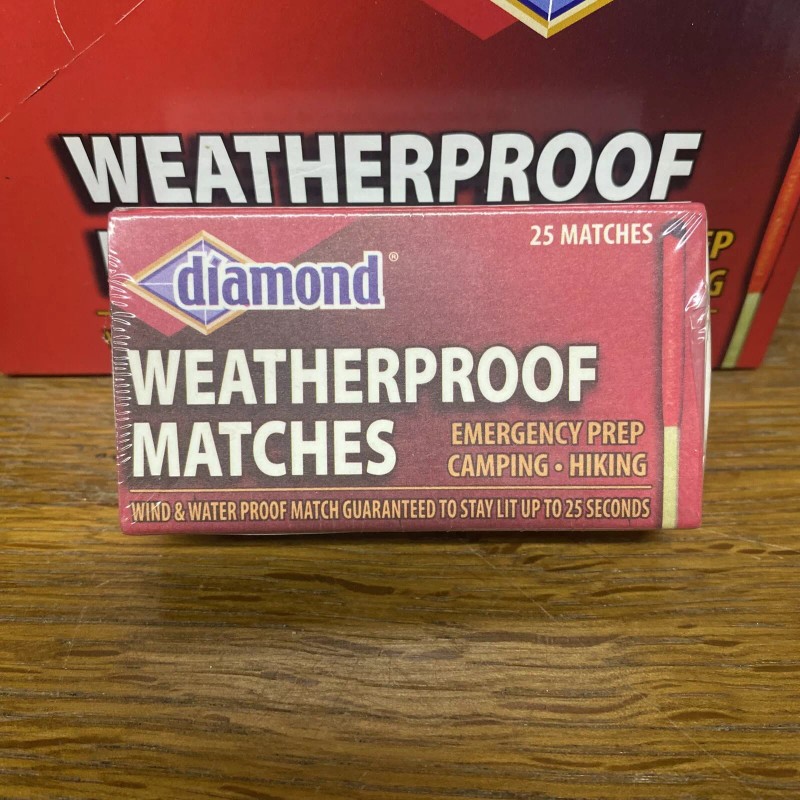 WEATHERPROOF
EP
G
25 MATCHES
diamond®
WEATHERPROOF
MATCHES
EMERGENCY PREP
CAMPING • HIKING
WIND & WATER PROOF MATCH GUARANTEED TO STAY LIT UP TO 25 SECONDS